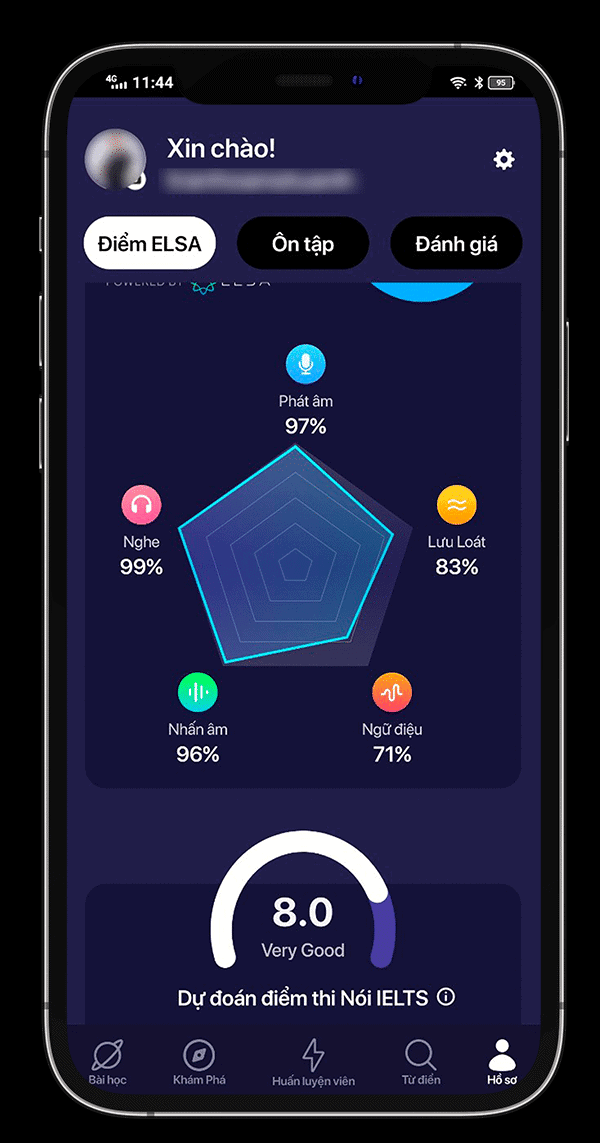 4G 11:44 95
Xin chào!
Điểm ELSA Ôn tập Đánh giá
POWERED BY ELSA
Phát âm
97%
Nghe
99%
Lưu Loát
83%
Nhấn âm
96%
Ngữ điệu
71%
8.0
Very Good
Dự đoán điểm thi Nói IELTS
Bài học Khám Phá Huấn luyện viên Từ điển Hồ sơ